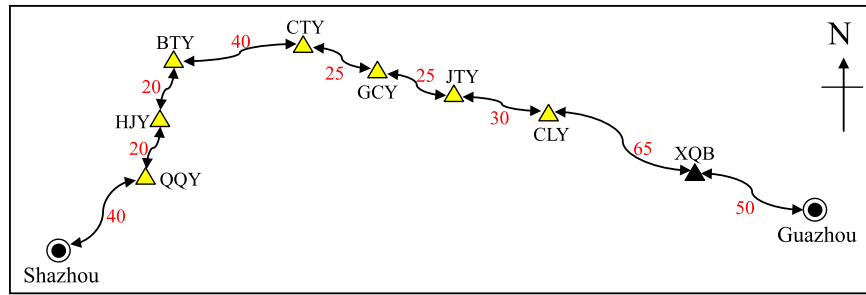 CTY
N
BTY
40
25
25
JTY
GCY
20
30
HJY
CLY
20
65
XQB
QQY
40
50
Guazhou
Shazhou